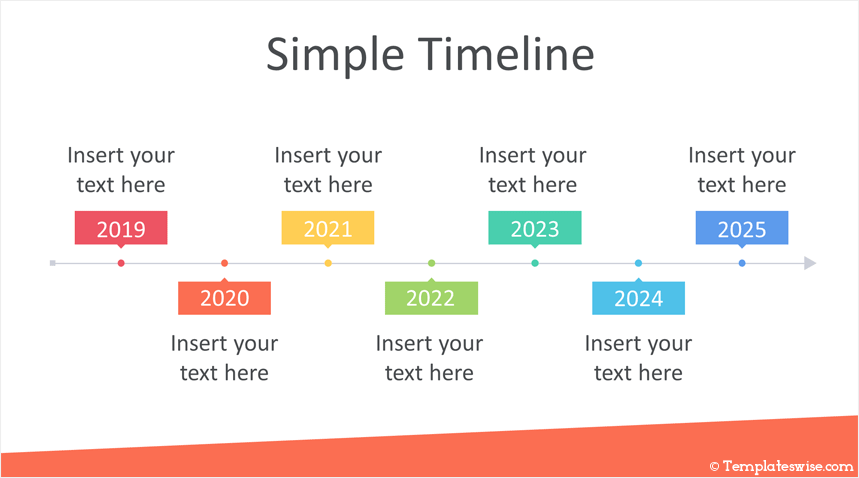 Simple Timeline
Insert your
text here
Insert your
text here
Insert your
text here
Insert your
text here
2019
2021
2023
2025
2020
2022
2024
Insert your
text here
Insert your
text here
Insert your
text here
© Templateswise.com